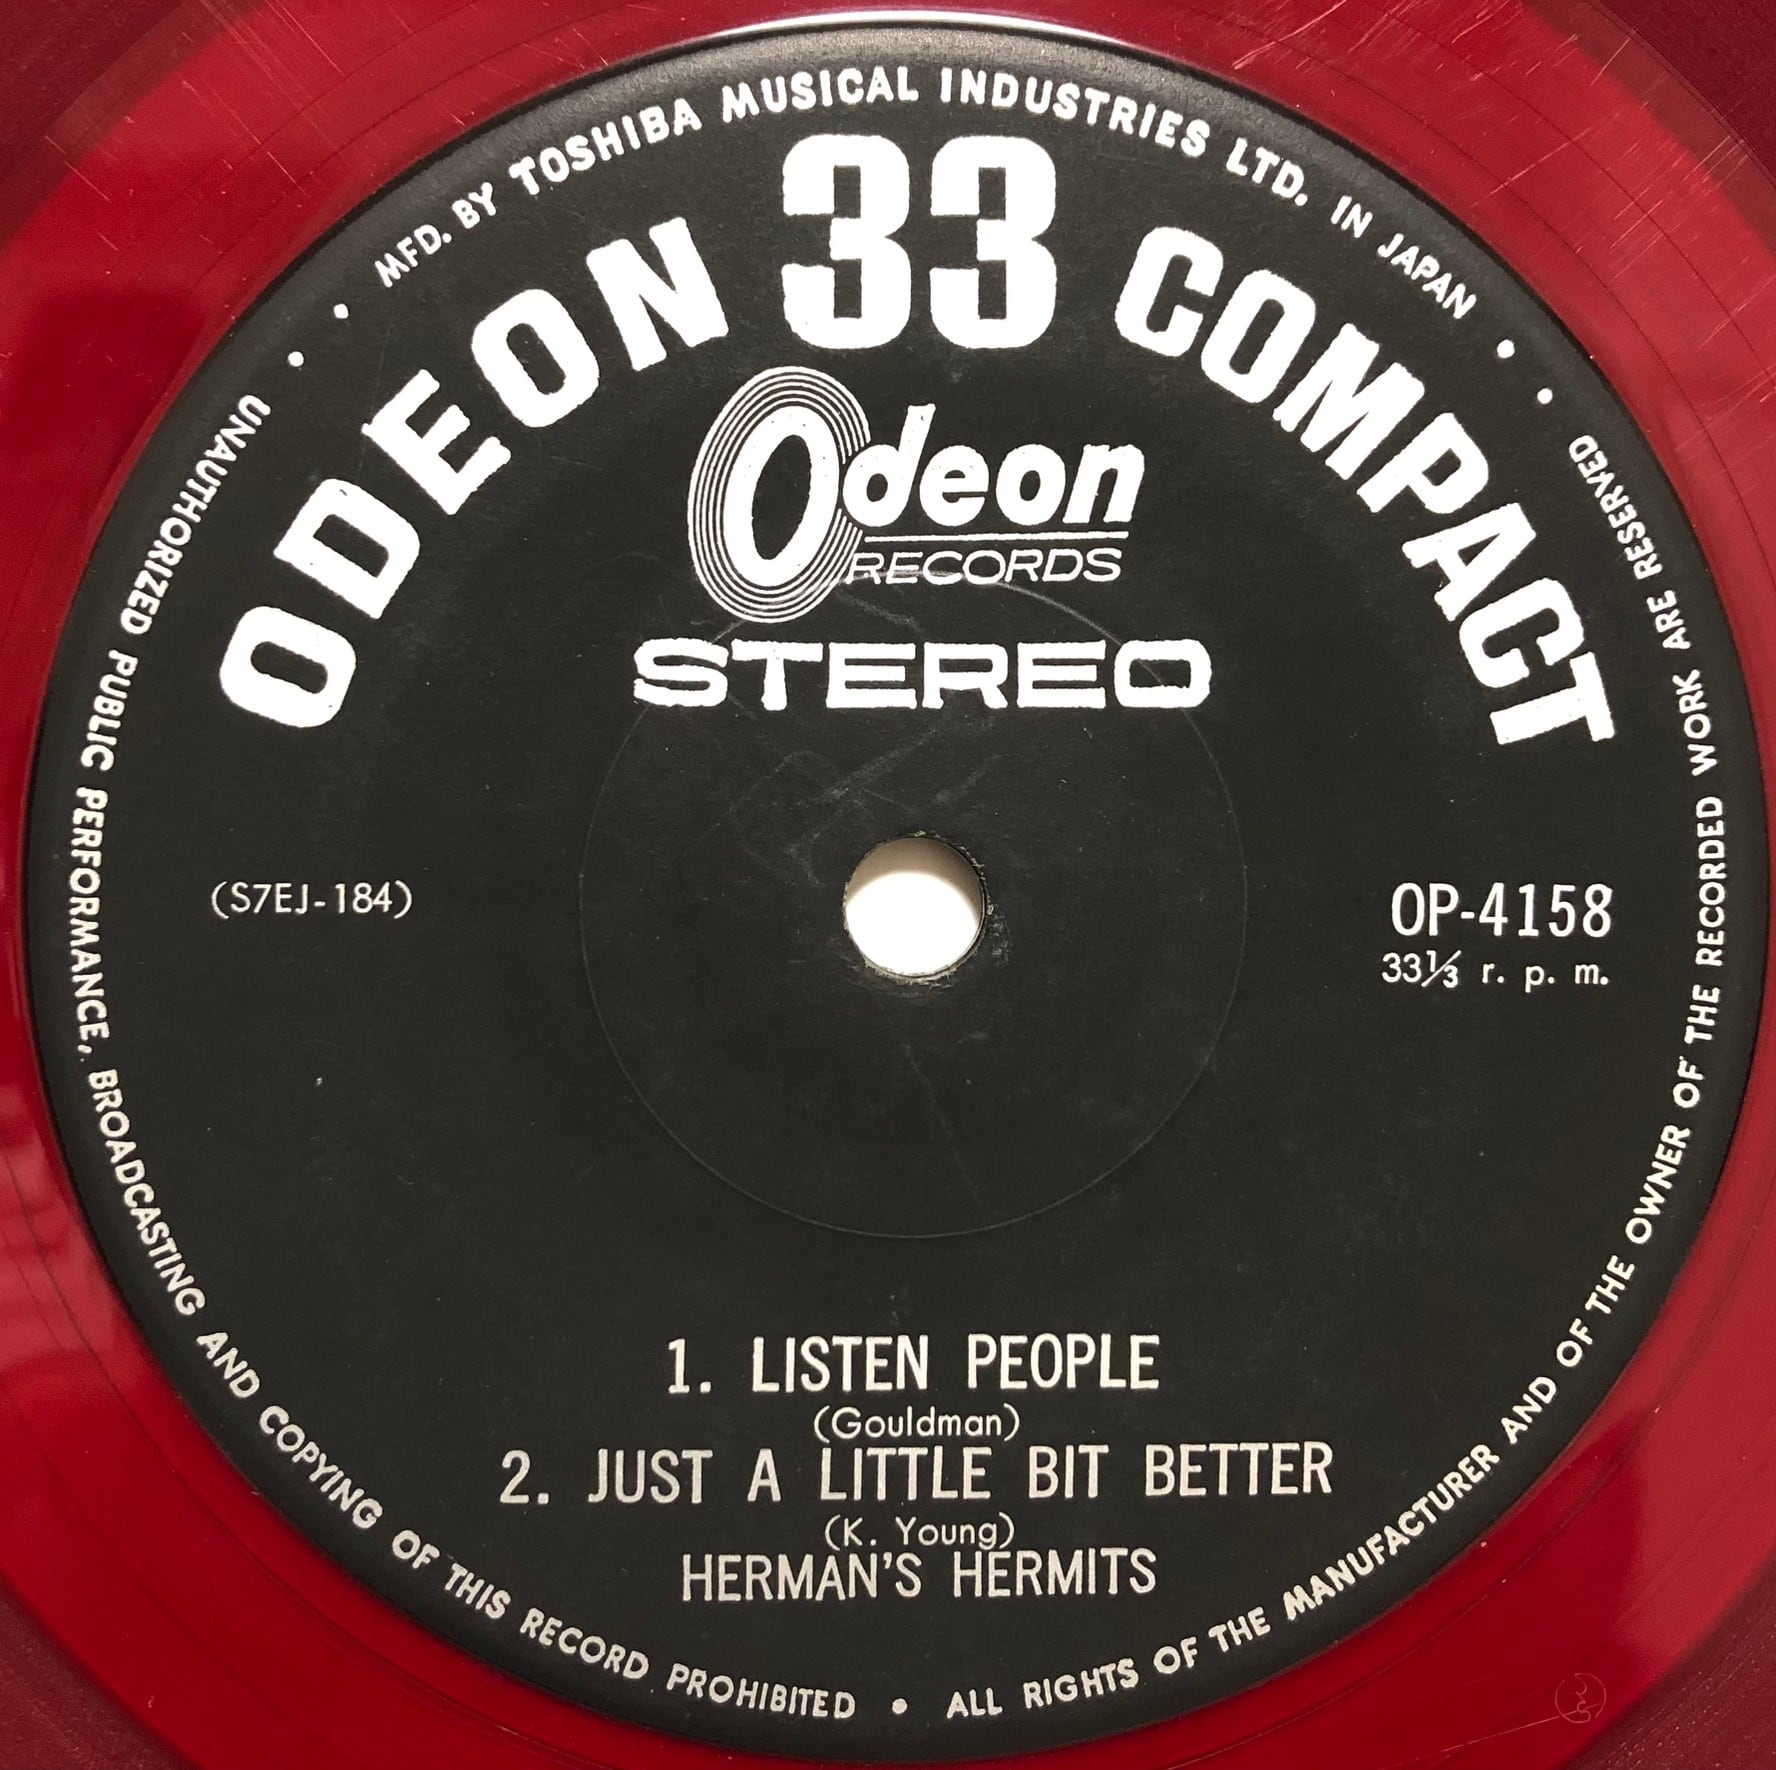 MFD. BY TOSHIBA MUSICAL INDUSTRIES LTD. IN JAPAN
ODEON 33 COMPACT
Odeon
RECORDS
STEREO
(S7EJ-184)
OP-4158
33⅓ r. p. m.
1. LISTEN PEOPLE
(Gouldman)
2. JUST A LITTLE BIT BETTER
(K. Young)
HERMAN'S HERMITS
UNAUTHORIZED PUBLIC PERFORMANCE, BROADCASTING AND COPYING OF THIS RECORD PROHIBITED • ALL RIGHTS OF THE MANUFACTURER AND OF THE OWNER OF THE RECORDED WORK ARE RESERVED